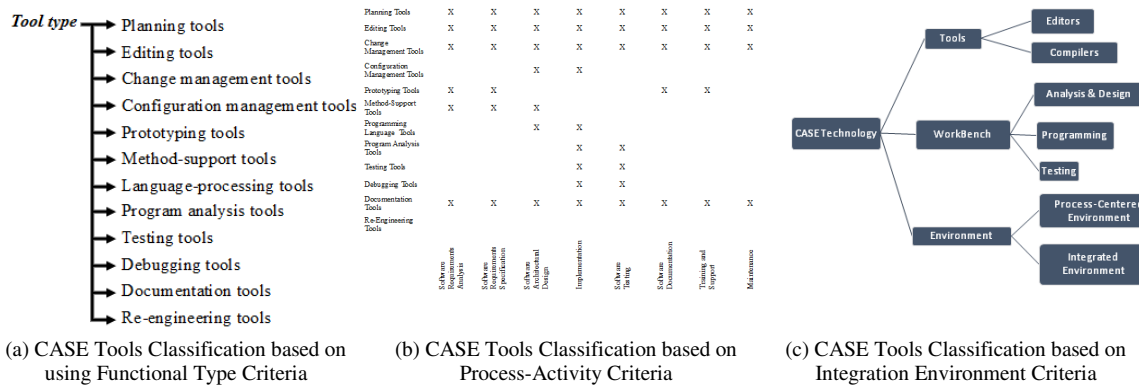 Tool type
Planning tools
Editing tools
Change management tools
Configuration management tools
Prototyping tools
Method-support tools
Language-processing tools
Program analysis tools
Testing tools
Debugging tools
Documentation tools
Re-engineering tools
(a) CASE Tools Classification based on
using Functional Type Criteria
Planning Tools X X X X X X X X
Editing Tools X X X X X X X X
Change
Management Tools X X X X X X X X
Configuration
Management Tools X X
Prototyping Tools X X X X
Method-Support
Tools X X X
Programming
Language Tools X X
Program Analysis
Tools X X
Testing Tools X X
Debugging Tools X X
Documentation
Tools X X X X X X X X
Re-Engineering
Tools
Software
Requirements
Analysis
Software
Requirements
Specification
Software
Architectural
Design
Implementation
Software
Testing
Software
Documentation
Training and
Support
Maintenance
(b) CASE Tools Classification based on
Process-Activity Criteria
CASE Technology
Tools
Editors
Compilers
WorkBench
Analysis & Design
Programming
Testing
Environment
Process-Centered
Environment
Integrated
Environment
(c) CASE Tools Classification based on
Integration Environment Criteria